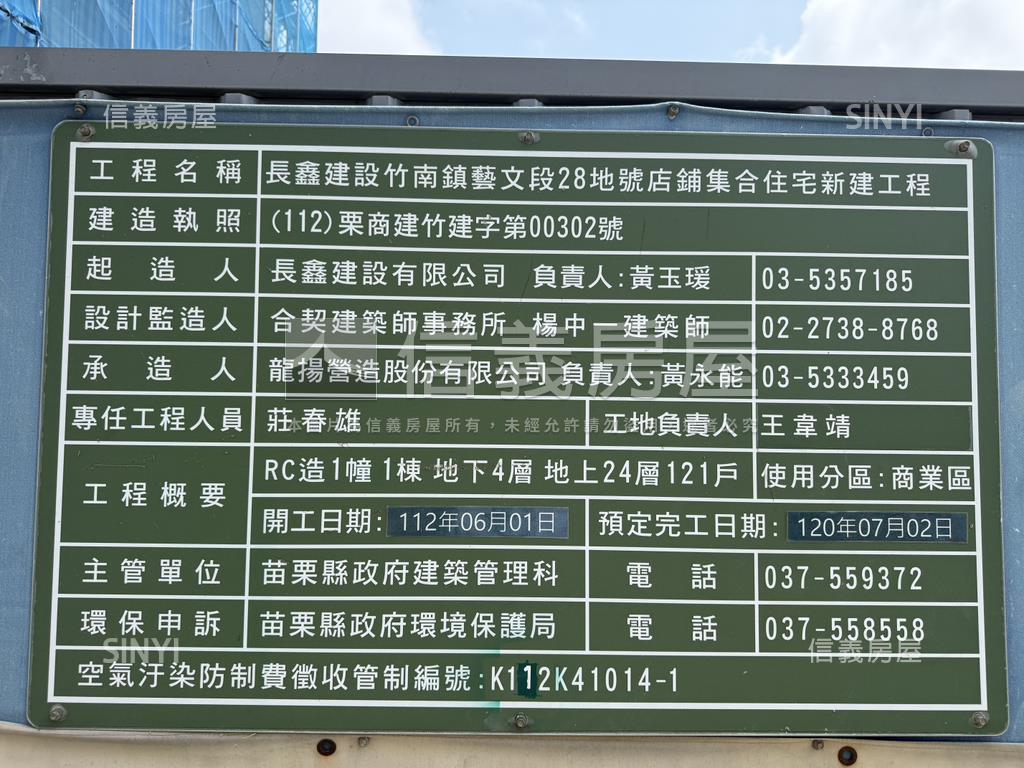 信義房屋 SINYI
工程名稱 長鑫建設竹南鎮藝文段28地號店鋪集合住宅新建工程
建造執照 (112)栗商建竹建字第00302號
起造人 長鑫建設有限公司 負責人:黃玉瑗 03-5357185
設計監造人 合契建築師事務所 楊中一建築師 02-2738-8768
信義房屋
承造人 龍揚營造股份有限公司 負責人:黃永能 03-5333459
專任工程人員 莊春雄 工地負責人 王韋靖
工程概要 RC造1幢1棟 地下4層 地上24層121戶 使用分區:商業區
開工日期: 112年06月01日 預定完工日期: 120年07月02日
主管單位 苗栗縣政府建築管理科 電話 037-559372
環保申訴 苗栗縣政府環境保護局 電話 037-558558
SINYI 信義房屋
空氣汙染防制費徵收管制編號:K112K41014-1